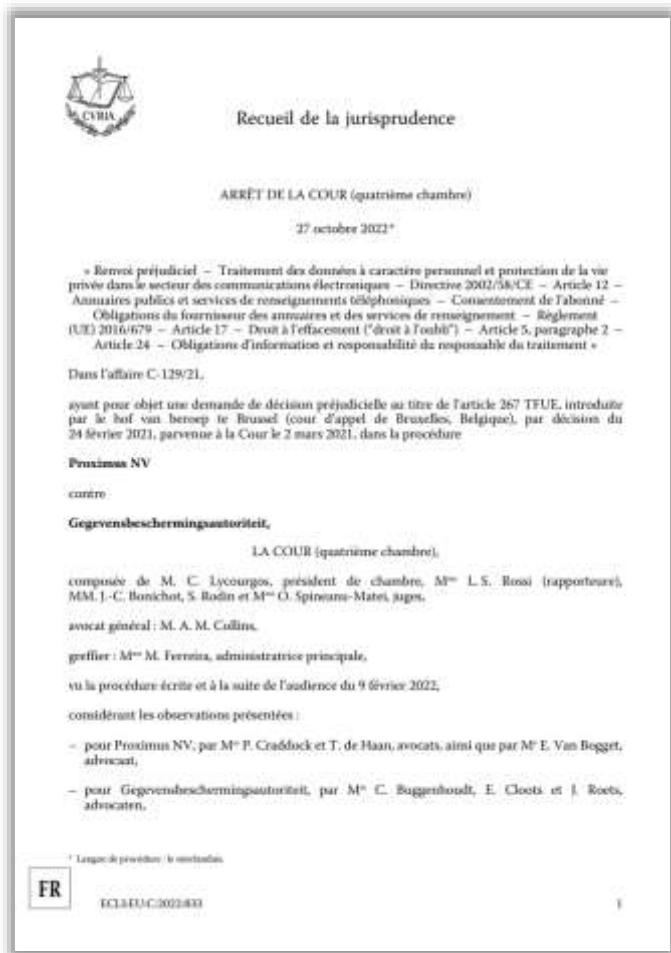 CVRIA
Recueil de la jurisprudence
ARRÊT DE LA COUR (quatrième chambre)
27 octobre 2022*
« Renvoi préjudiciel – Traitement des données à caractère personnel et protection de la vie
privée dans le secteur des communications électroniques – Directive 2002/58/CE – Article 12 –
Annuaires publics et services de renseignements téléphoniques – Consentement de l'abonné –
Obligations du fournisseur des annuaires et des services de renseignement – Règlement
(UE) 2016/679 – Article 17 – Droit à l'effacement ("droit à l'oubli") – Article 5, paragraphe 2 –
Article 24 – Obligations d'information et responsabilité du responsable du traitement »
Dans l'affaire C-129/21,
ayant pour objet une demande de décision préjudicielle au titre de l'article 267 TFUE, introduite
par le hof van beroep te Brussel (cour d'appel de Bruxelles, Belgique), par décision du
24 février 2021, parvenue à la Cour le 2 mars 2021, dans la procédure
Proximus NV
contre
Gegevensbeschermingsautoriteit,
LA COUR (quatrième chambre),
composée de M. C. Lycourgos, président de chambre, Mme L.S. Rossi (rapporteure),
MM. J.-C. Bonichot, S. Rodin et Mme O. Spineanu-Matei, juges,
avocat général : M. A. M. Collins,
greffier : Mme M. Ferreira, administratrice principale,
vu la procédure écrite et à la suite de l'audience du 9 février 2022,
considérant les observations présentées :
– pour Proximus NV, par Mes P. Craddock et T. de Haan, avocats, ainsi que par Me E. Van Bogget,
advocaat,
– pour Gegevensbeschermingsautoriteit, par Mes C. Buggenhoudt, E. Cloots et J. Roets,
advocaten,
* Langue de procédure : le néerlandais.
FR
ECLI:EU:C:2022:833
1